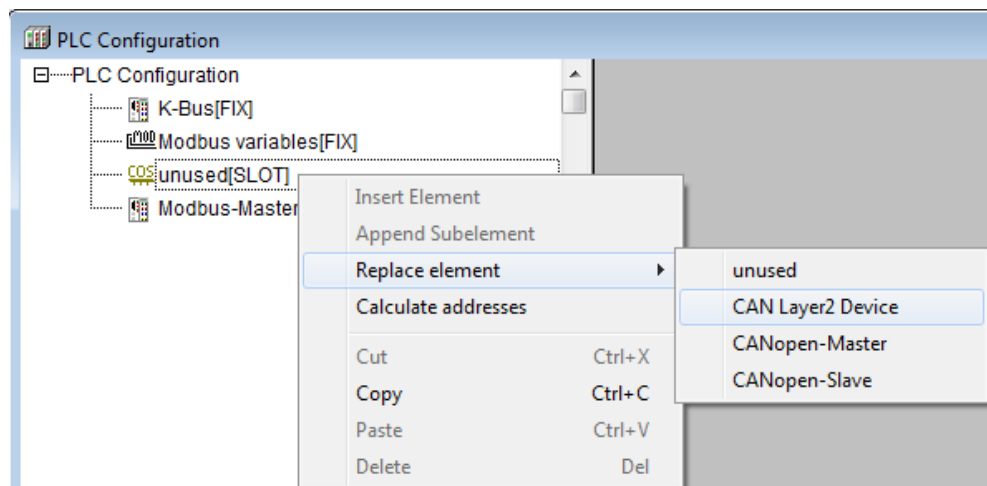 PLC Configuration
PLC Configuration
K-Bus[FIX]
Modbus variables[FIX]
unused[SLOT]
Modbus-Master
Insert Element
Append Subelement
Replace element
Calculate addresses
Cut Ctrl+X
Copy Ctrl+C
Paste Ctrl+V
Delete Del
unused
CAN Layer2 Device
CANopen-Master
CANopen-Slave